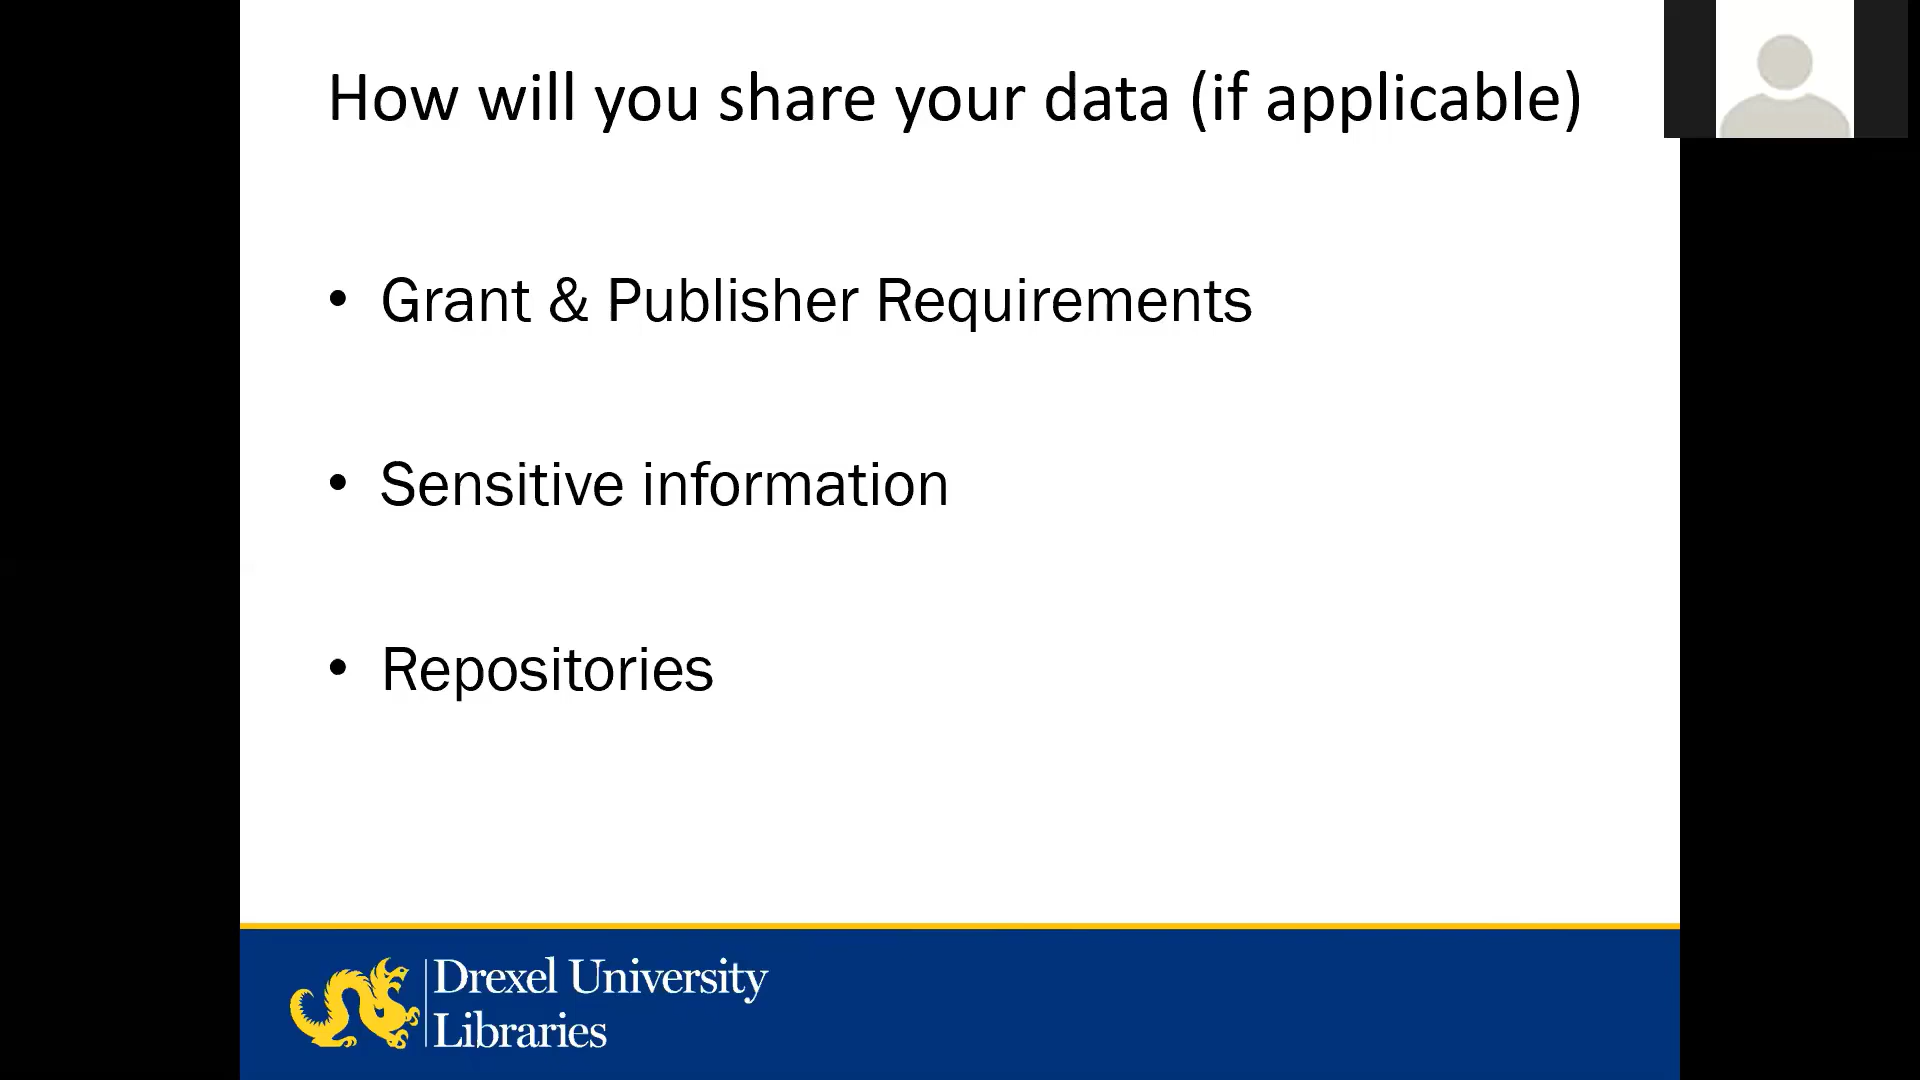 How will you share your data (if applicable)
• Grant & Publisher Requirements
• Sensitive information
• Repositories
Drexel University
Libraries